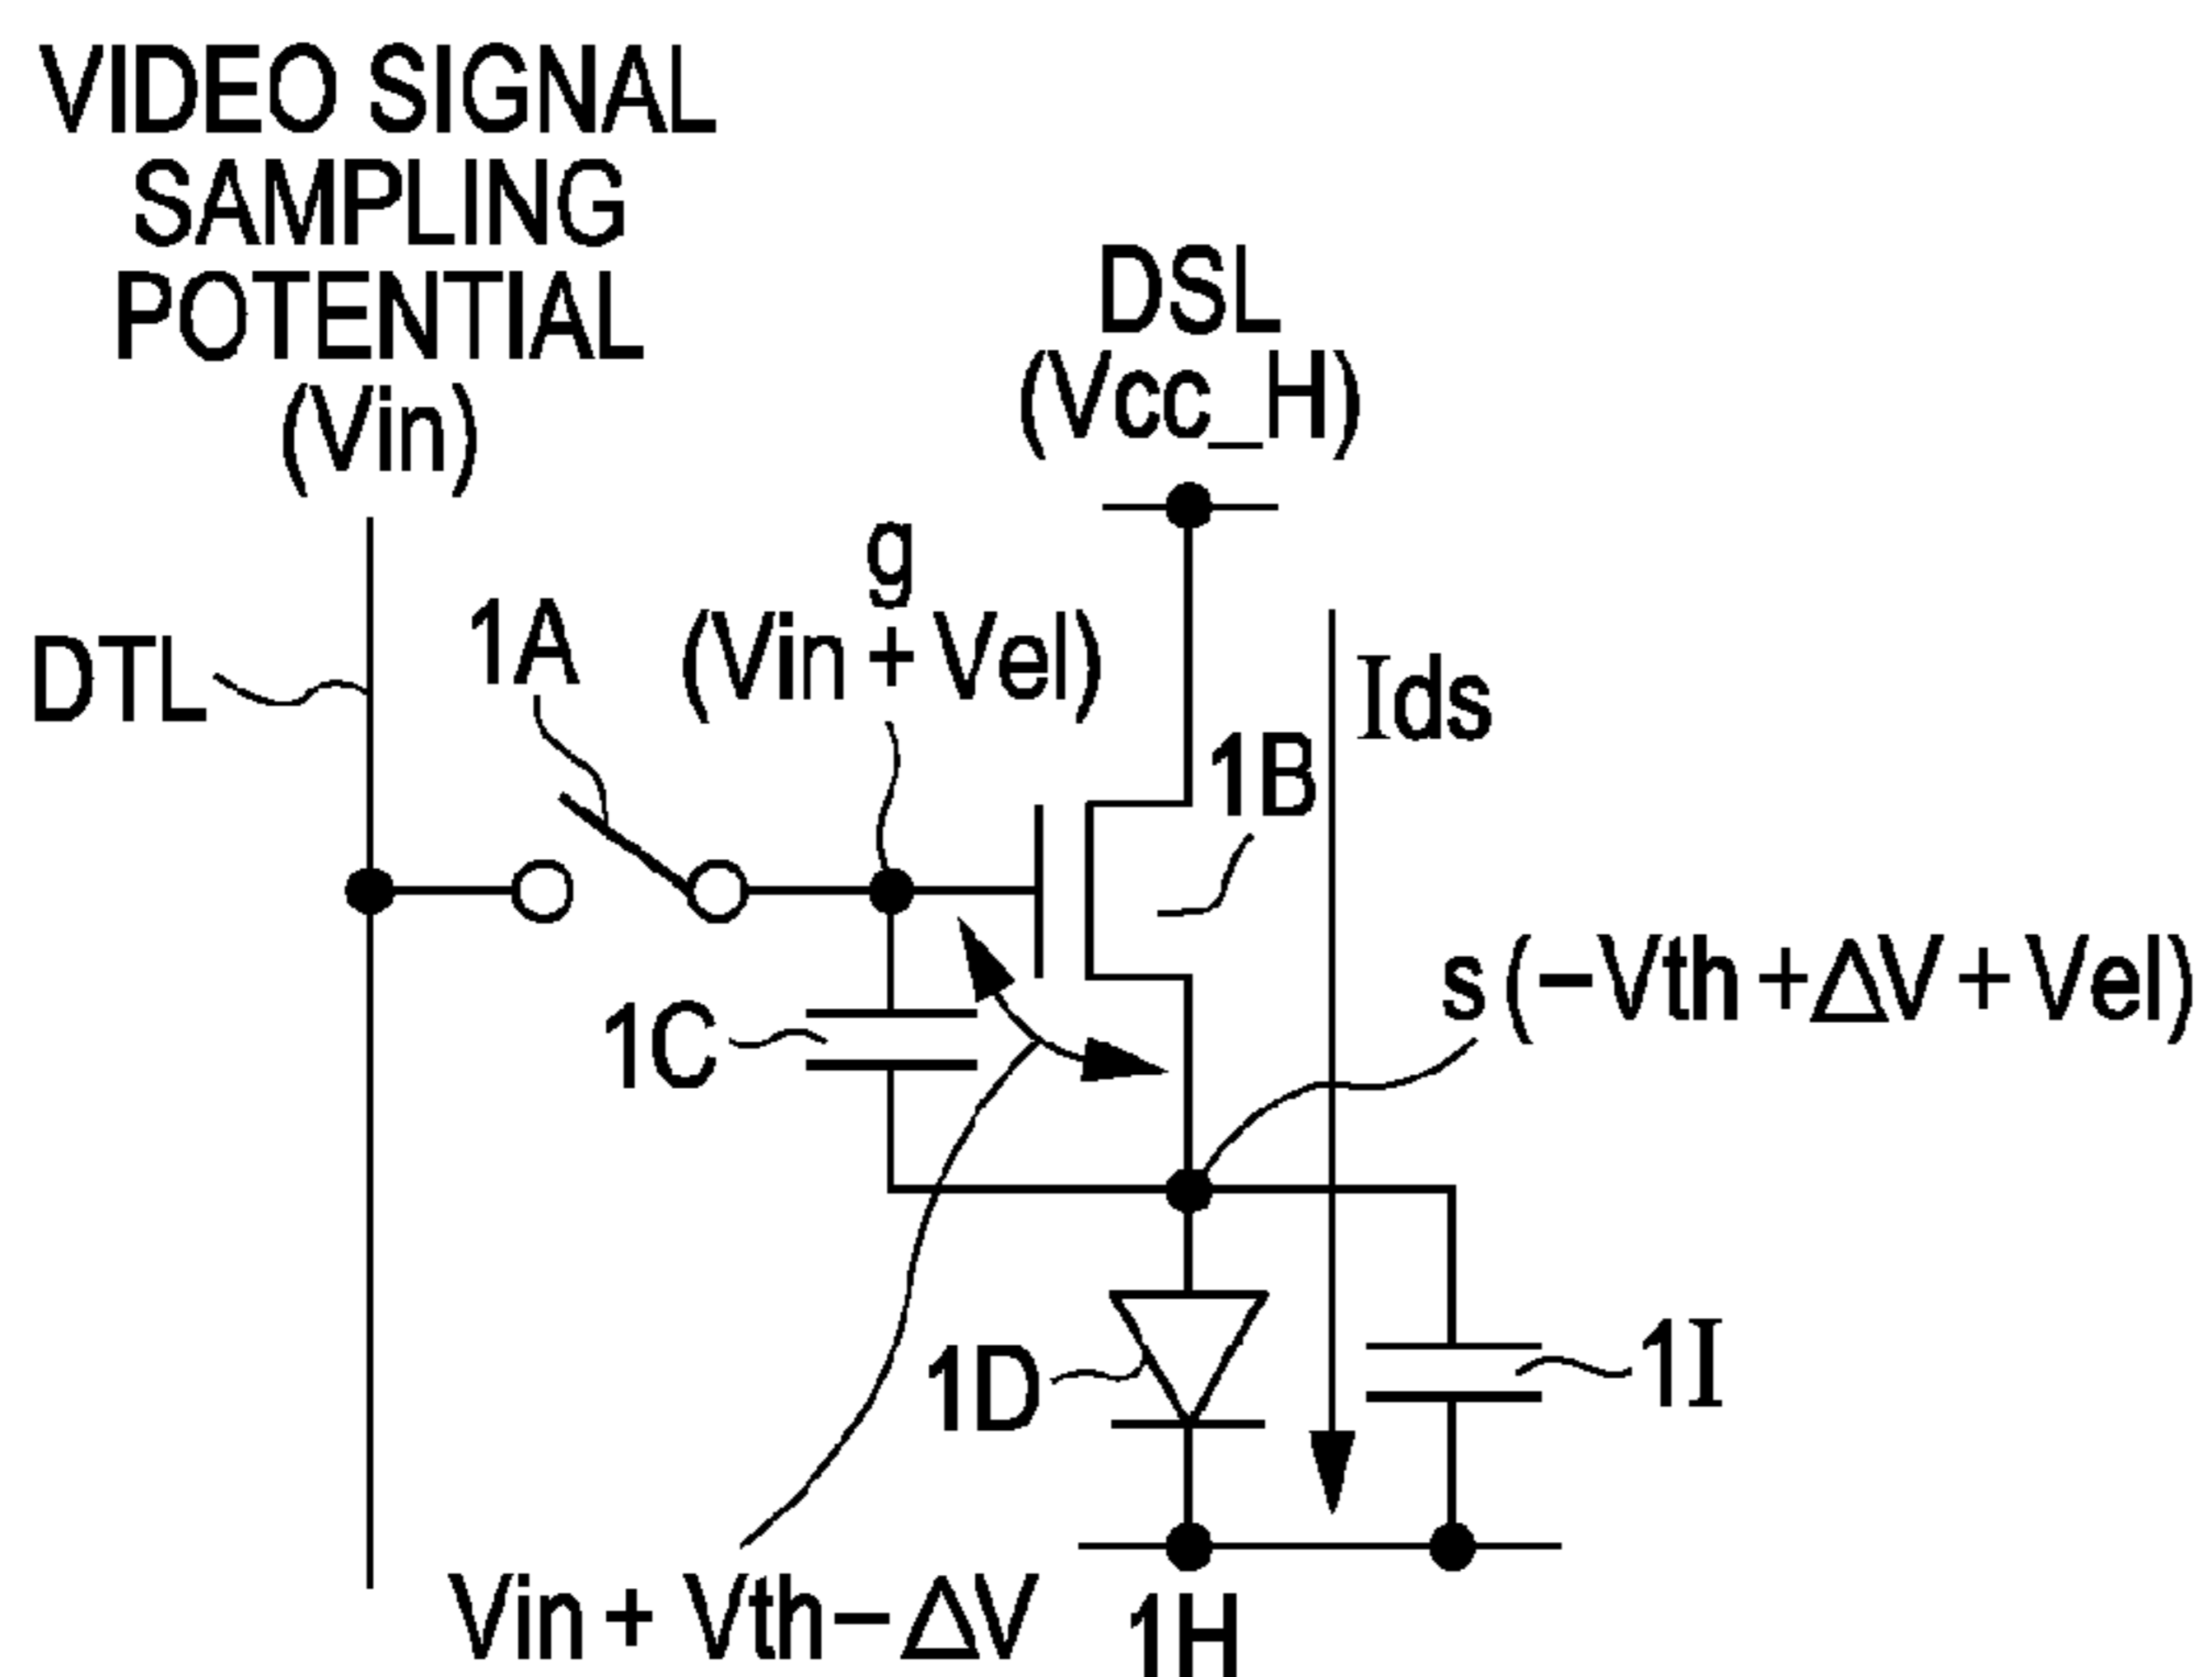 VIDEO SIGNAL
SAMPLING
POTENTIAL
(Vin)
DSL
(Vcc_H)
g
(Vin + Vel)
1A
DTL
Ids
1B
s (−Vth +ΔV + Vel)
1C
1D
1I
Vin + Vth− ΔV
1H